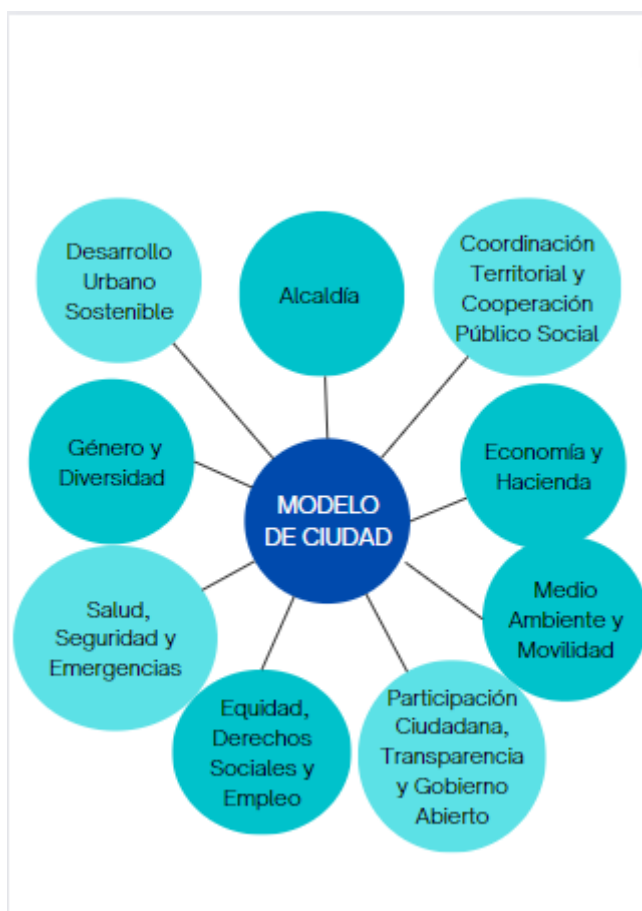 Desarrollo
Urbano
Sostenible
Alcaldía
Coordinación
Territorial y
Cooperación
Público Social
Género y
Diversidad
MODELO
DE CIUDAD
Economía y
Hacienda
Salud,
Seguridad y
Emergencias
Medio
Ambiente y
Movilidad
Equidad,
Derechos
Sociales y
Empleo
Participación
Ciudadana,
Transparencia
y Gobierno
Abierto